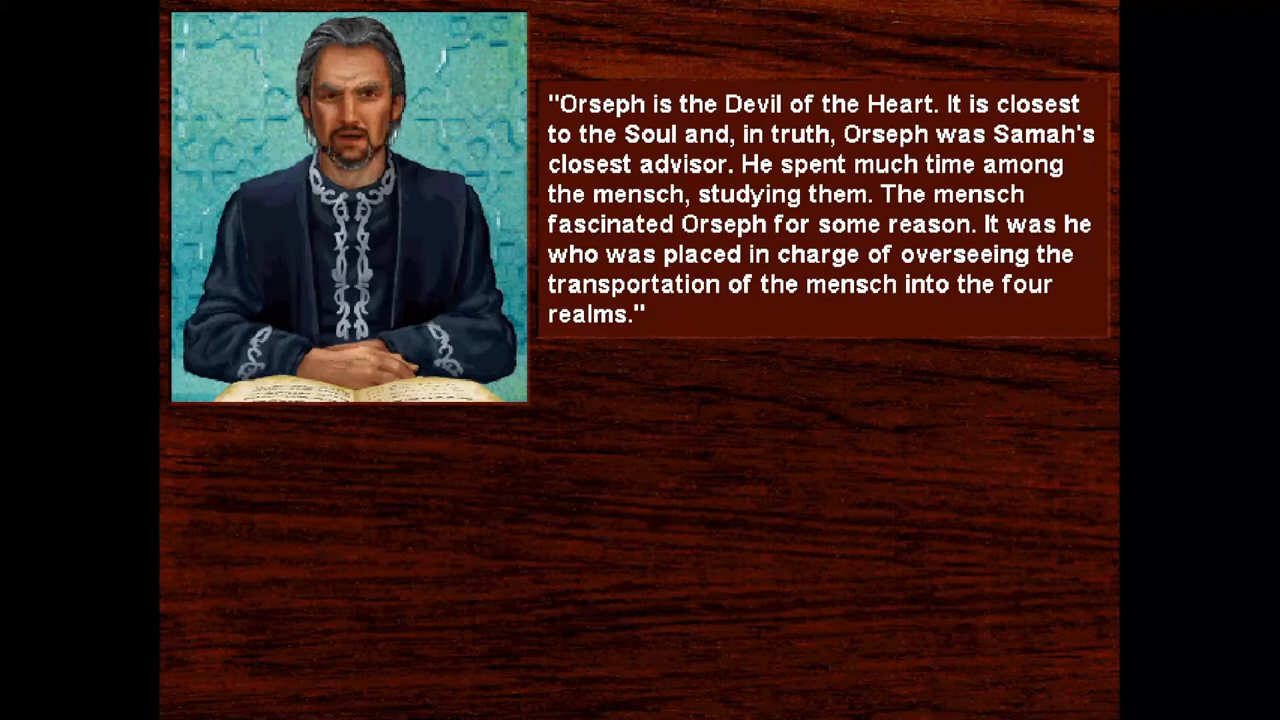 "Orseph is the Devil of the Heart. It is closest
to the Soul and, in truth, Orseph was Samah's
closest advisor. He spent much time among
the mensch, studying them. The mensch
fascinated Orseph for some reason. It was he
who was placed in charge of overseeing the
transportation of the mensch into the four
realms."